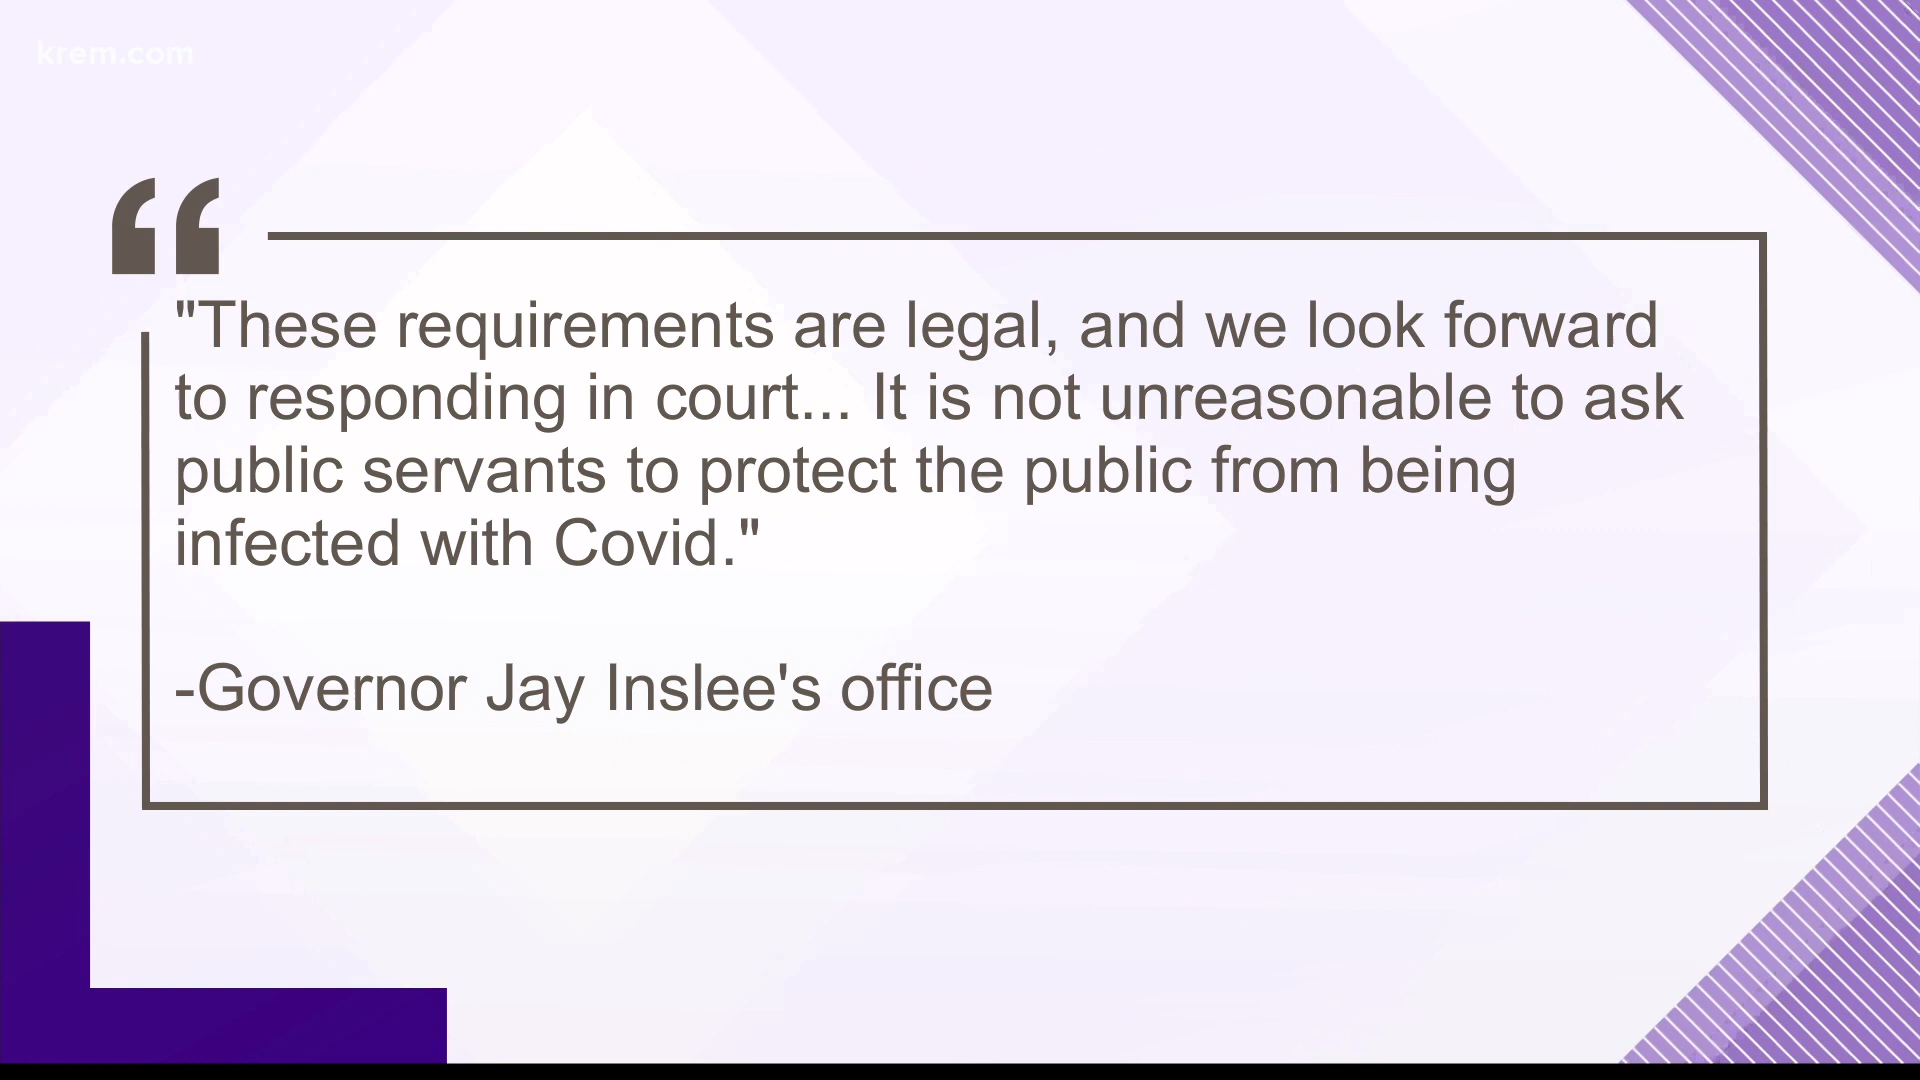 krem.com
"These requirements are legal, and we look forward
to responding in court... It is not unreasonable to ask
public servants to protect the public from being
infected with Covid."
-Governor Jay Inslee's office